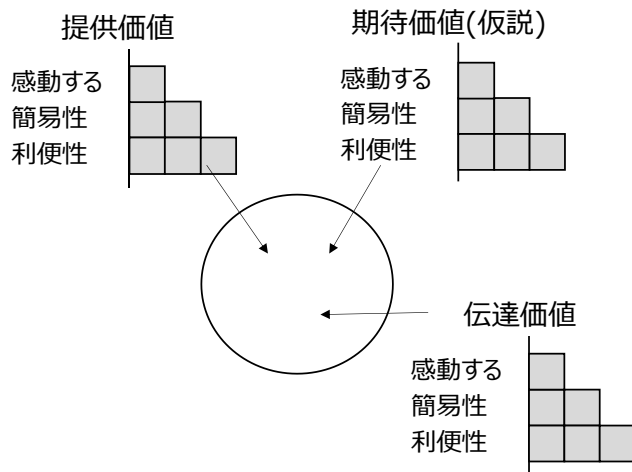 提供価値
感動する
簡易性
利便性
期待価値(仮説)
感動する
簡易性
利便性
伝達価値
感動する
簡易性
利便性